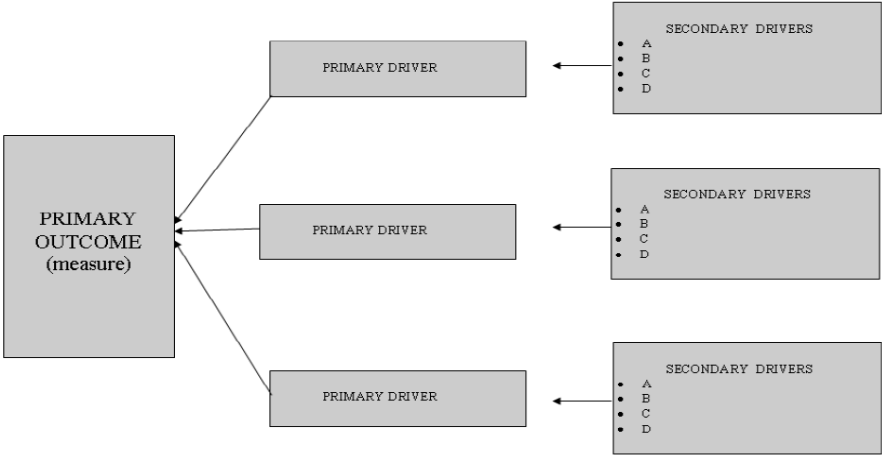 PRIMARY
OUTCOME
(measure)
PRIMARY DRIVER
SECONDARY DRIVERS
• A
• B
• C
• D
PRIMARY DRIVER
SECONDARY DRIVERS
• A
• B
• C
• D
PRIMARY DRIVER
SECONDARY DRIVERS
• A
• B
• C
• D